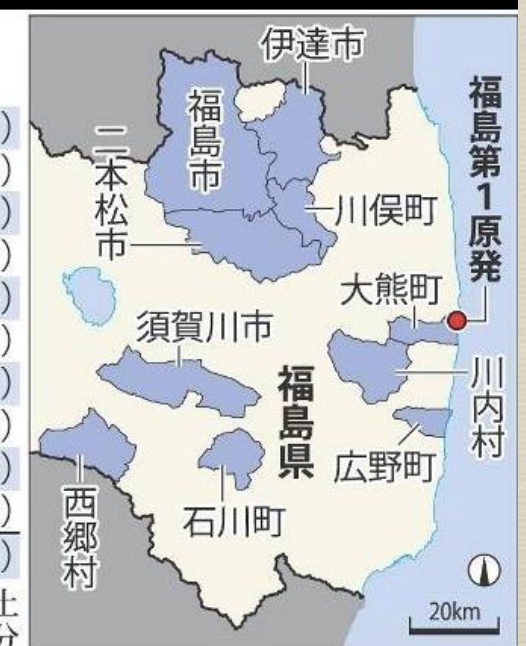 伊達市
福島市
福島第1原発
二本松市
川俣町
大熊町
須賀川市
福島県
川内村
広野町
西郷村
石川町
20km
)
)
)
)
)
)
)
)
)
)
)
土
分